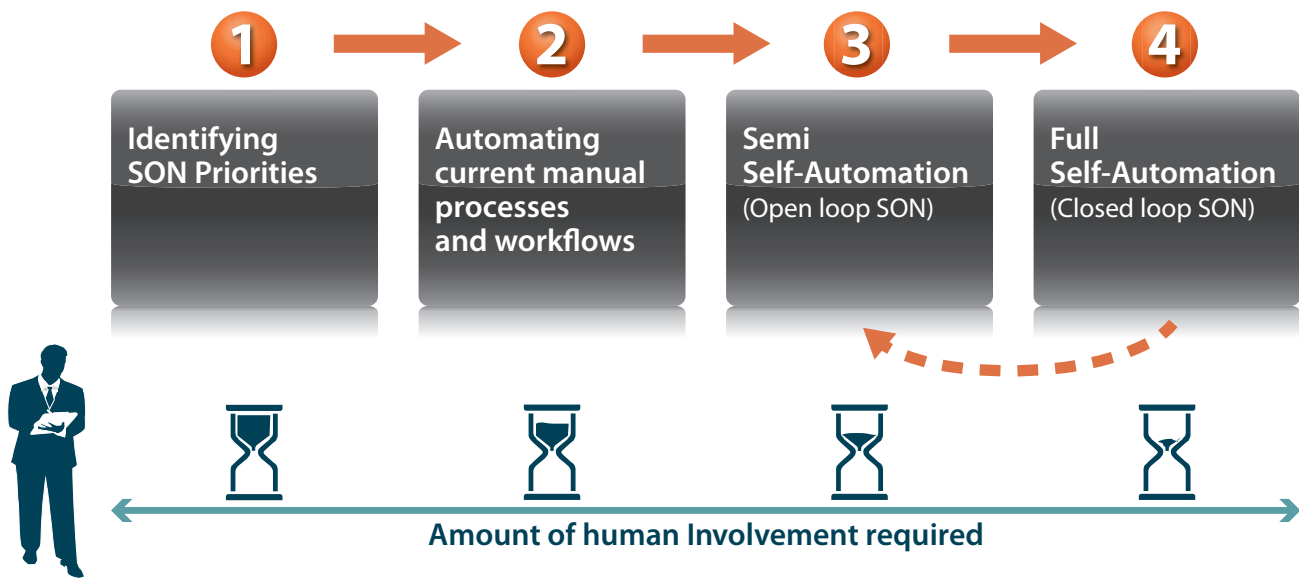 1
2
3
4
Identifying
SON Priorities
Automating
current manual
processes
and workflows
Semi
Self-Automation
(Open loop SON)
Full
Self-Automation
(Closed loop SON)
Amount of human Involvement required